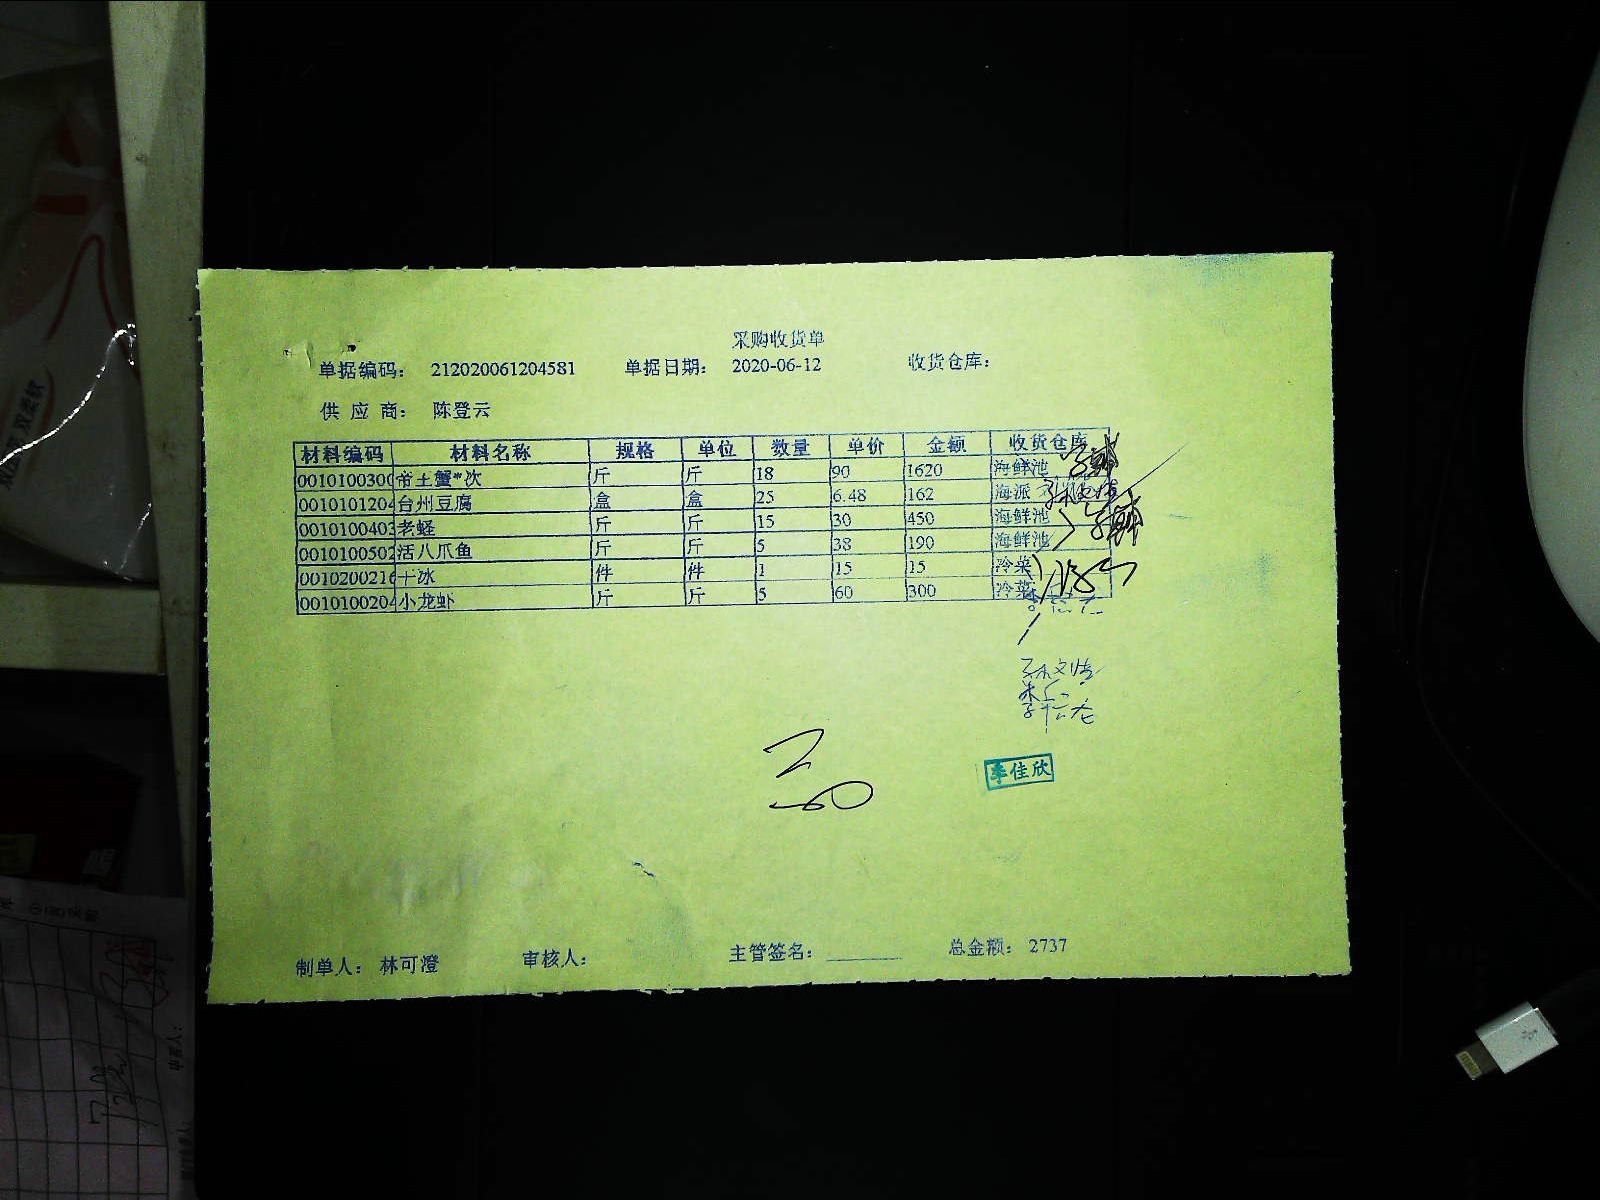 采购收货单
单据编码： 212020061204581 单据日期： 2020-06-12 收货仓库：
供 应 商： 陈登云
材料编码 材料名称 规格 单位 数量 单价 金额 收货仓库
0010100300 帝王蟹*次 斤 斤 18 90 1620 海鲜池
0010101204 台州豆腐 盒 盒 25 6.48 162 海派
0010100403 老蛏 斤 斤 15 30 450 海鲜池
0010100502 活八爪鱼 斤 斤 5 38 190 海鲜池
0010200216 干冰 件 件 1 15 15 冷菜
0010100204 小龙虾 斤 斤 5 60 300 冷菜
李佳欣
制单人： 林可澄 审核人： 主管签名： 总金额： 2737